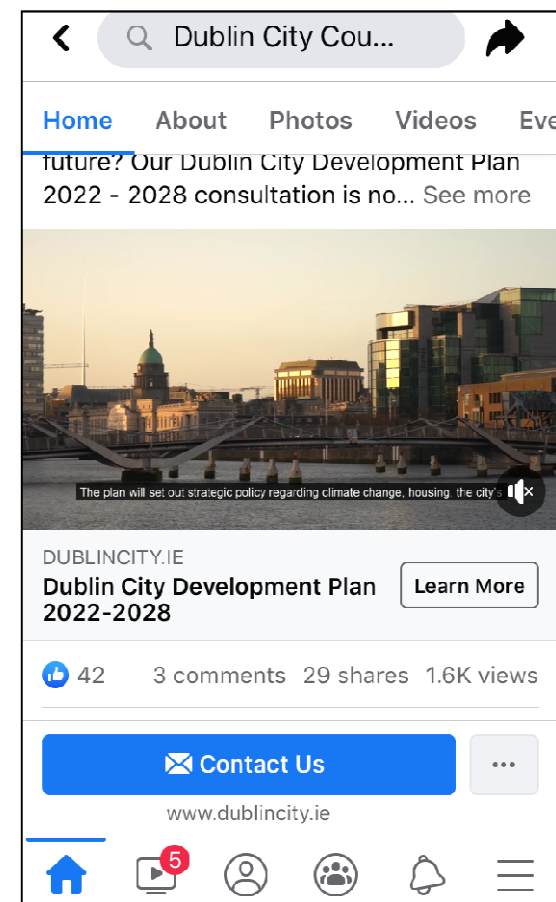 Dublin City Cou...
Home About Photos Videos Eve
future? Our Dublin City Development Plan
2022 - 2028 consultation is no... See more
The plan will set out strategic policy regarding climate change, housing, the city's
DUBLINCITY.IE
Dublin City Development Plan
2022-2028
Learn More
42 3 comments 29 shares 1.6K views
Contact Us
www.dublincity.ie
5